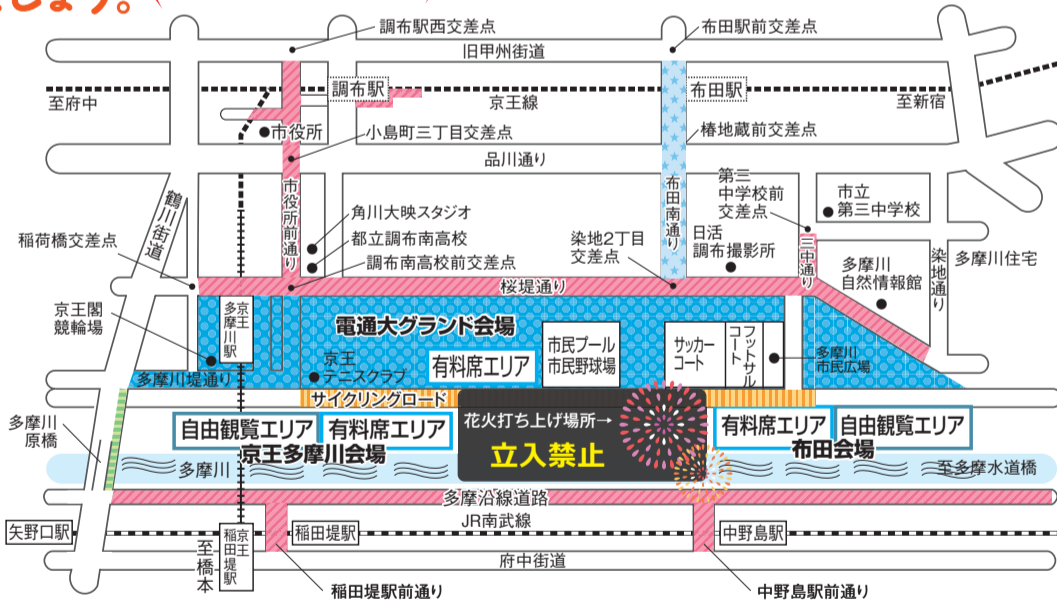 しよう。
調布駅西交差点
布田駅前交差点
旧甲州街道
至府中
調布駅
京王線
布田駅
至新宿
市役所
小島町三丁目交差点
椿地蔵前交差点
品川通り
鶴川街道
市役所前通り
角川大映スタジオ
都立調布南高校
調布南高校前交差点
布田南通り
第三
中学校前
交差点
市立
第三中学校
稲荷橋交差点
染地2丁目
交差点
日活
調布撮影所
三中通り
多摩川
自然情報館
染地通り
多摩川住宅
桜堤通り
京王閣
競輪場
京王
多摩川駅
電通大グランド会場
京王
テニスクラブ
有料席エリア
市民プール
市民野球場
サッカー
コート
フットサル
コート
多摩川
市民広場
多摩川堤通り
サイクリングロード
多摩川
原橋
自由観覧エリア
有料席エリア
京王多摩川会場
花火打ち上げ場所→
立入禁止
有料席エリア
自由観覧エリア
布田会場
多摩川
至多摩水道橋
多摩沿線道路
矢野口駅
京王
稲田堤駅
稲田堤駅
JR南武線
中野島駅
至橋本
府中街道
稲田堤駅前通り
中野島駅前通り